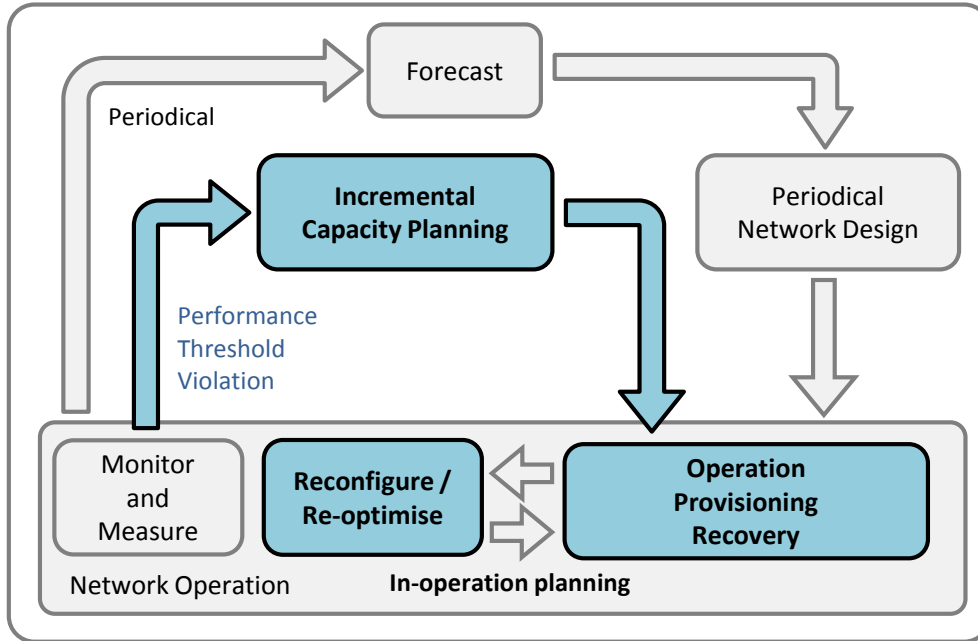 Forecast
Periodical
Incremental
Capacity Planning
Periodical
Network Design
Performance
Threshold
Violation
Monitor
and
Measure
Reconfigure /
Re-optimise
Operation
Provisioning
Recovery
Network Operation
In-operation planning